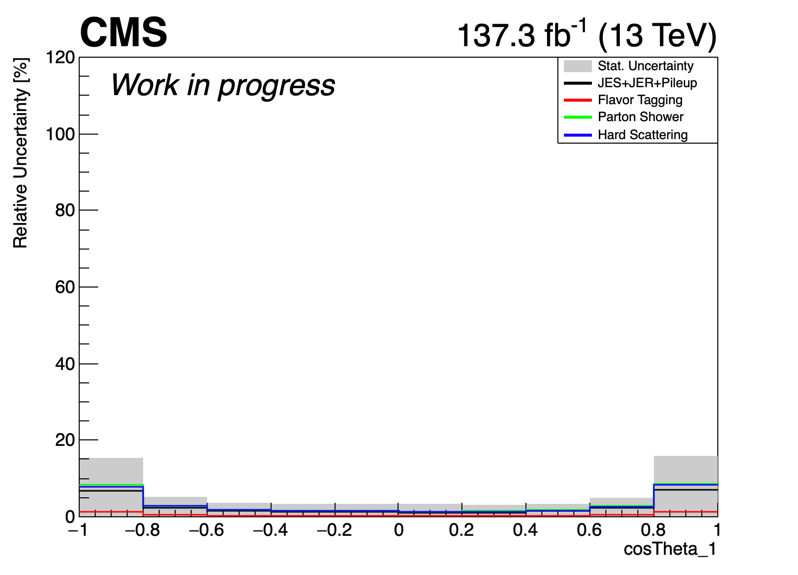 CMS
137.3 fb-1 (13 TeV)
Work in progress
Stat. Uncertainty
JES+JER+Pileup
Flavor Tagging
Parton Shower
Hard Scattering
Relative Uncertainty [%]
120
100
80
60
40
20
0
−1 −0.8 −0.6 −0.4 −0.2 0 0.2 0.4 0.6 0.8 1
cosTheta_1